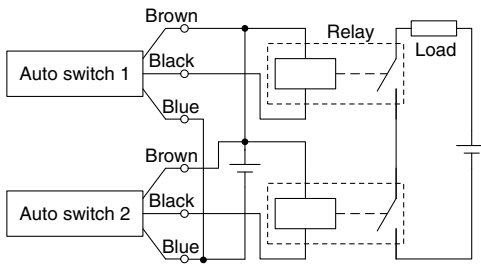 Brown
Relay
Load
Auto switch 1
Black
Blue
Brown
Auto switch 2
Black
Blue